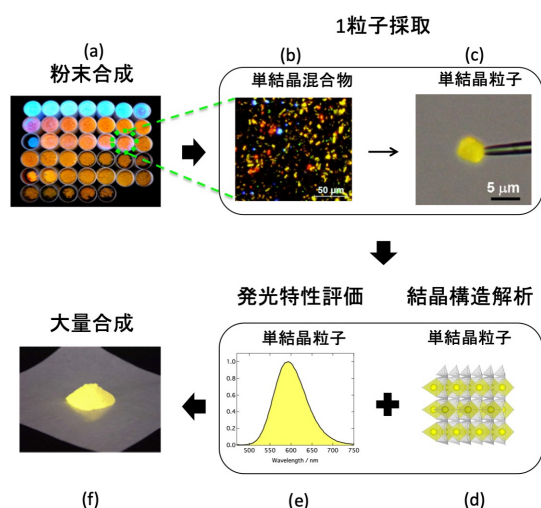 1粒子採取
(a)
(b)
(c)
粉末合成
単結晶混合物
単結晶粒子
50 μm
5 μm
発光特性評価
結晶構造解析
大量合成
単結晶粒子
単結晶粒子
1.0
0.8
0.6
0.4
0.2
0.0
500 550 600 650 700 750
Wavelength / nm
(f)
(e)
(d)